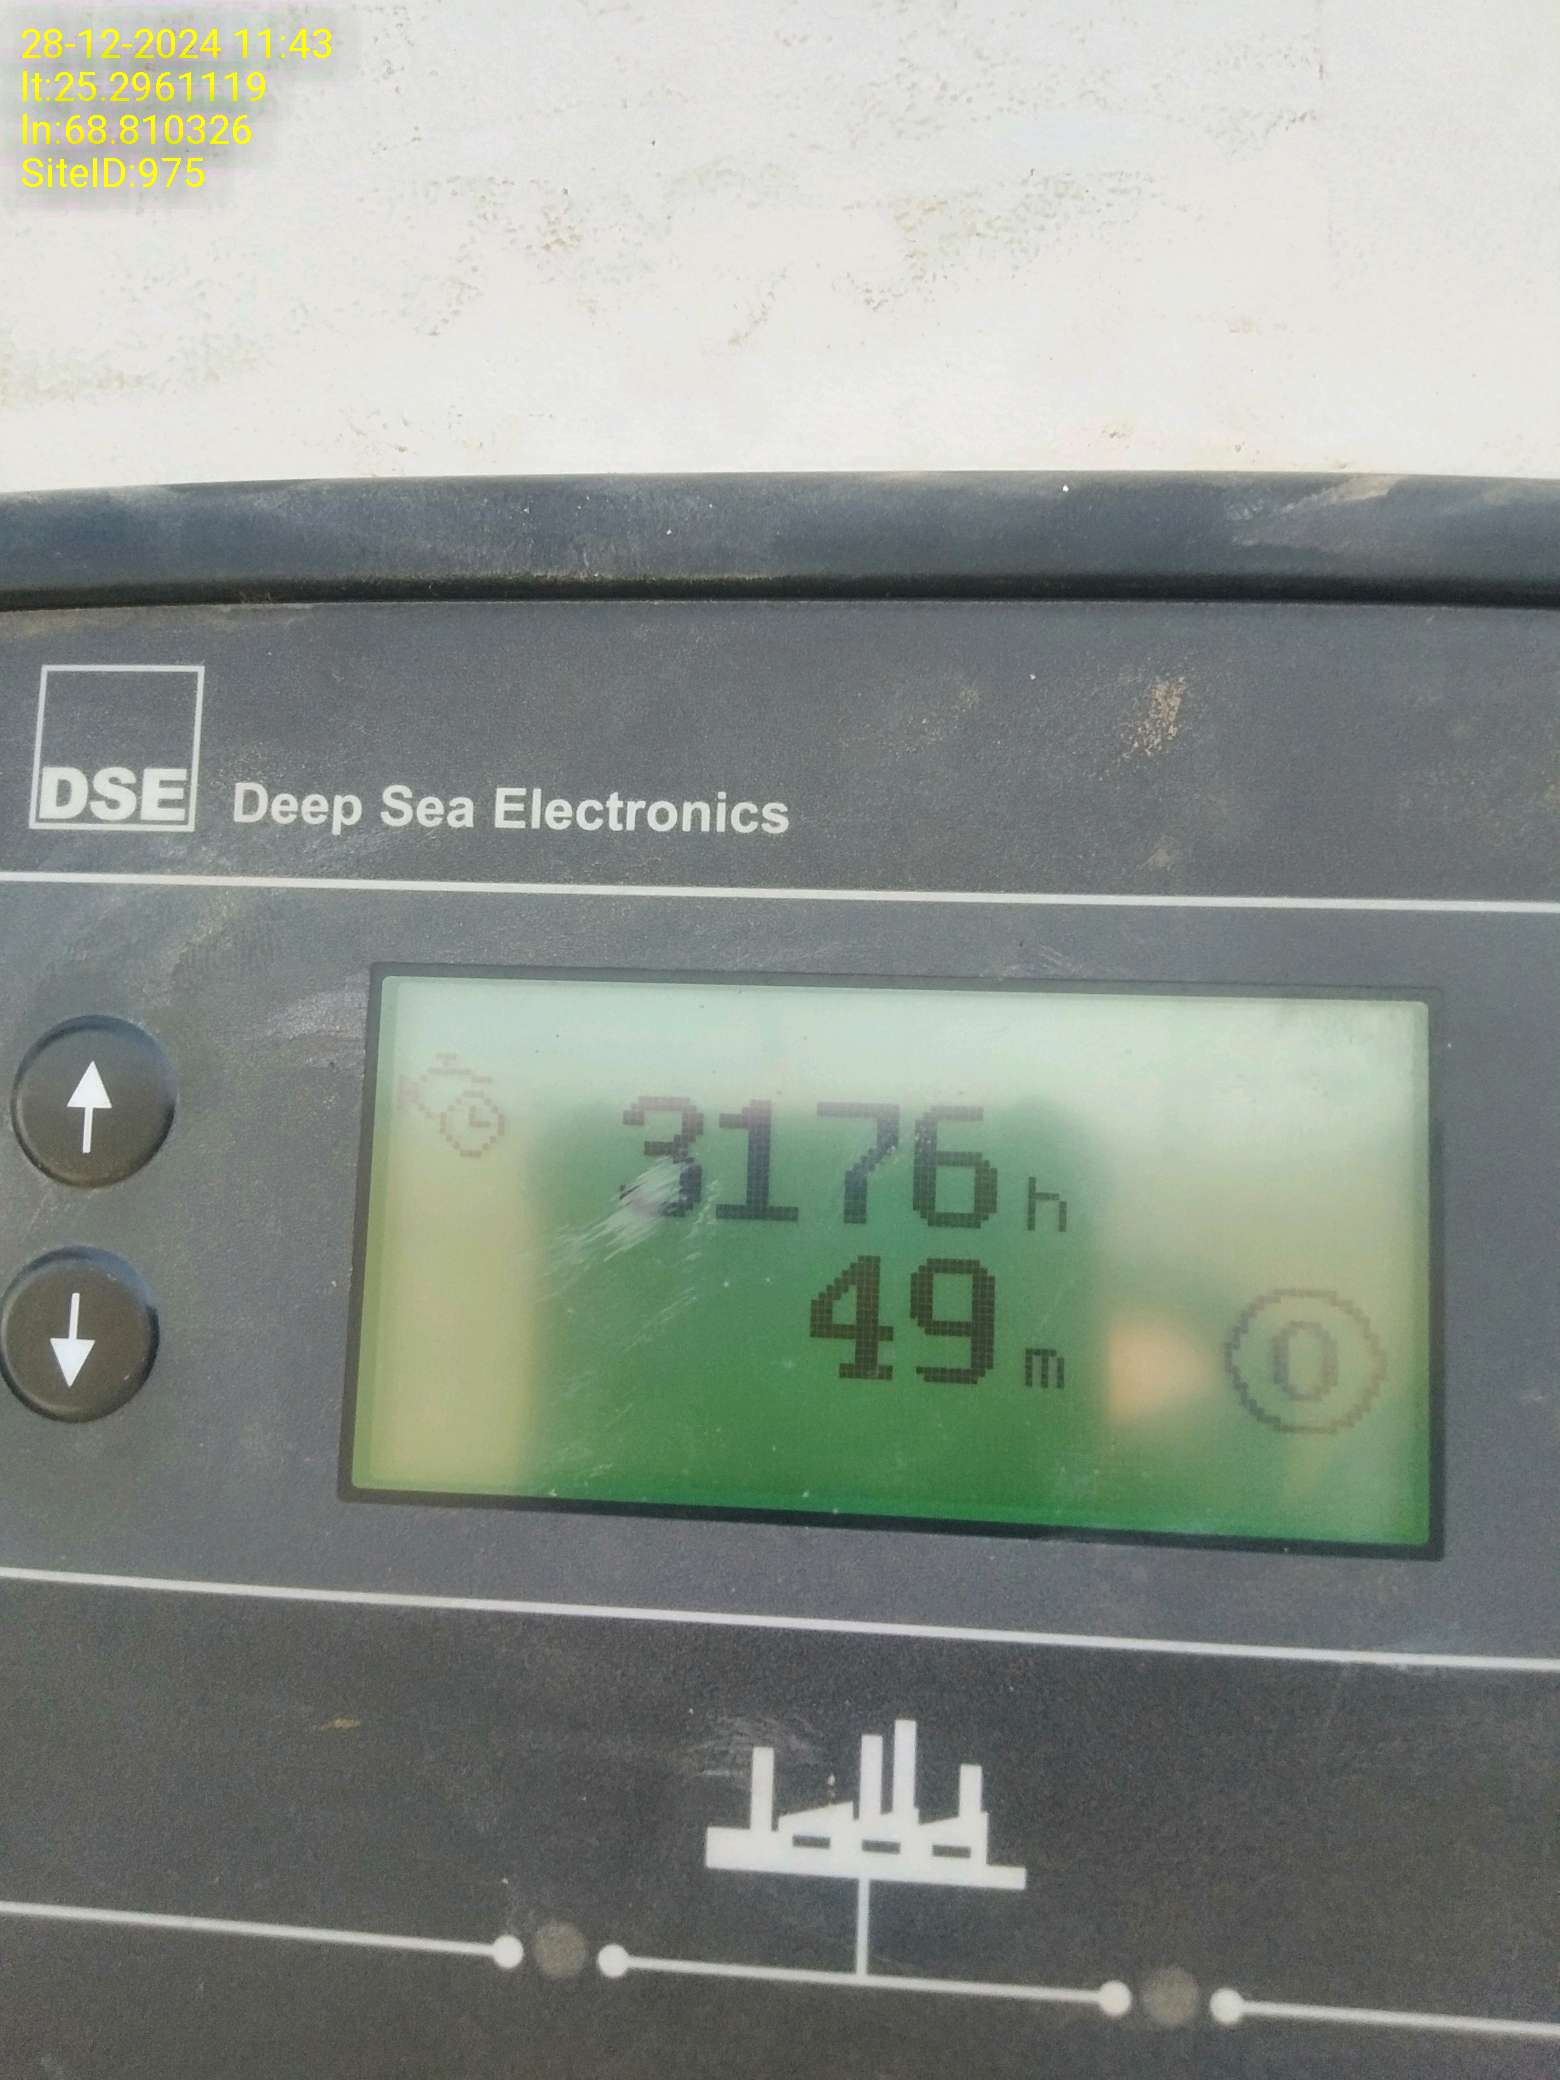 28-12-2024 11:43
lt:25.2961119
ln:68.810326
SiteID:975
DSE Deep Sea Electronics
3176 h
49 m
0